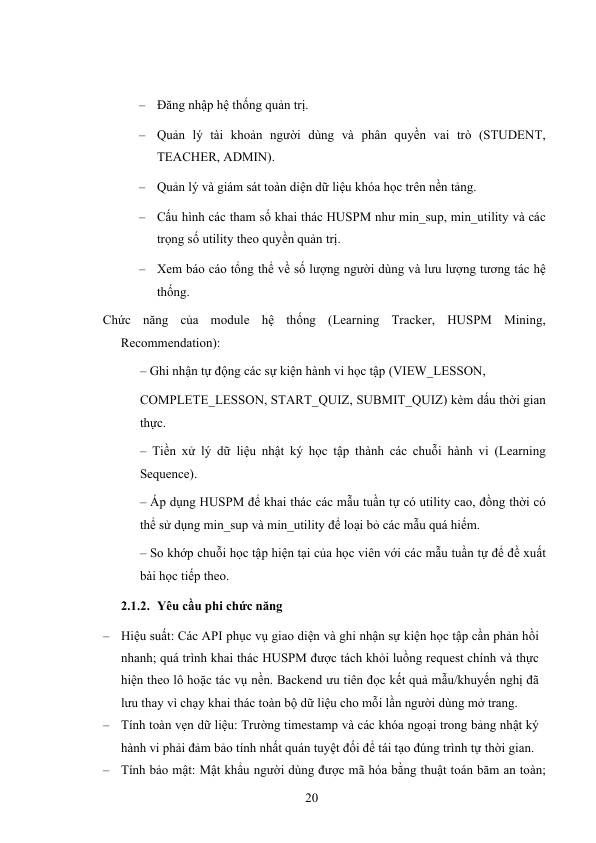 – Đăng nhập hệ thống quản trị.
– Quản lý tài khoản người dùng và phân quyền vai trò (STUDENT,
TEACHER, ADMIN).
– Quản lý và giám sát toàn diện dữ liệu khóa học trên nền tảng.
– Cấu hình các tham số khai thác HUSPM như min_sup, min_utility và các
trọng số utility theo quyền quản trị.
– Xem báo cáo tổng thể về số lượng người dùng và lưu lượng tương tác hệ
thống.
Chức năng của module hệ thống (Learning Tracker, HUSPM Mining,
Recommendation):
– Ghi nhận tự động các sự kiện hành vi học tập (VIEW_LESSON,
COMPLETE_LESSON, START_QUIZ, SUBMIT_QUIZ) kèm dấu thời gian
thực.
– Tiền xử lý dữ liệu nhật ký học tập thành các chuỗi hành vi (Learning
Sequence).
– Áp dụng HUSPM để khai thác các mẫu tuần tự có utility cao, đồng thời có
thể sử dụng min_sup và min_utility để loại bỏ các mẫu quá hiếm.
– So khớp chuỗi học tập hiện tại của học viên với các mẫu tuần tự để đề xuất
bài học tiếp theo.
2.1.2. Yêu cầu phi chức năng
– Hiệu suất: Các API phục vụ giao diện và ghi nhận sự kiện học tập cần phản hồi
nhanh; quá trình khai thác HUSPM được tách khỏi luồng request chính và thực
hiện theo lô hoặc tác vụ nền. Backend ưu tiên đọc kết quả mẫu/khuyến nghị đã
lưu thay vì chạy khai thác toàn bộ dữ liệu cho mỗi lần người dùng mở trang.
– Tính toàn vẹn dữ liệu: Trường timestamp và các khóa ngoại trong bảng nhật ký
hành vi phải đảm bảo tính nhất quán tuyệt đối để tái tạo đúng trình tự thời gian.
– Tính bảo mật: Mật khẩu người dùng được mã hóa bằng thuật toán băm an toàn;
20